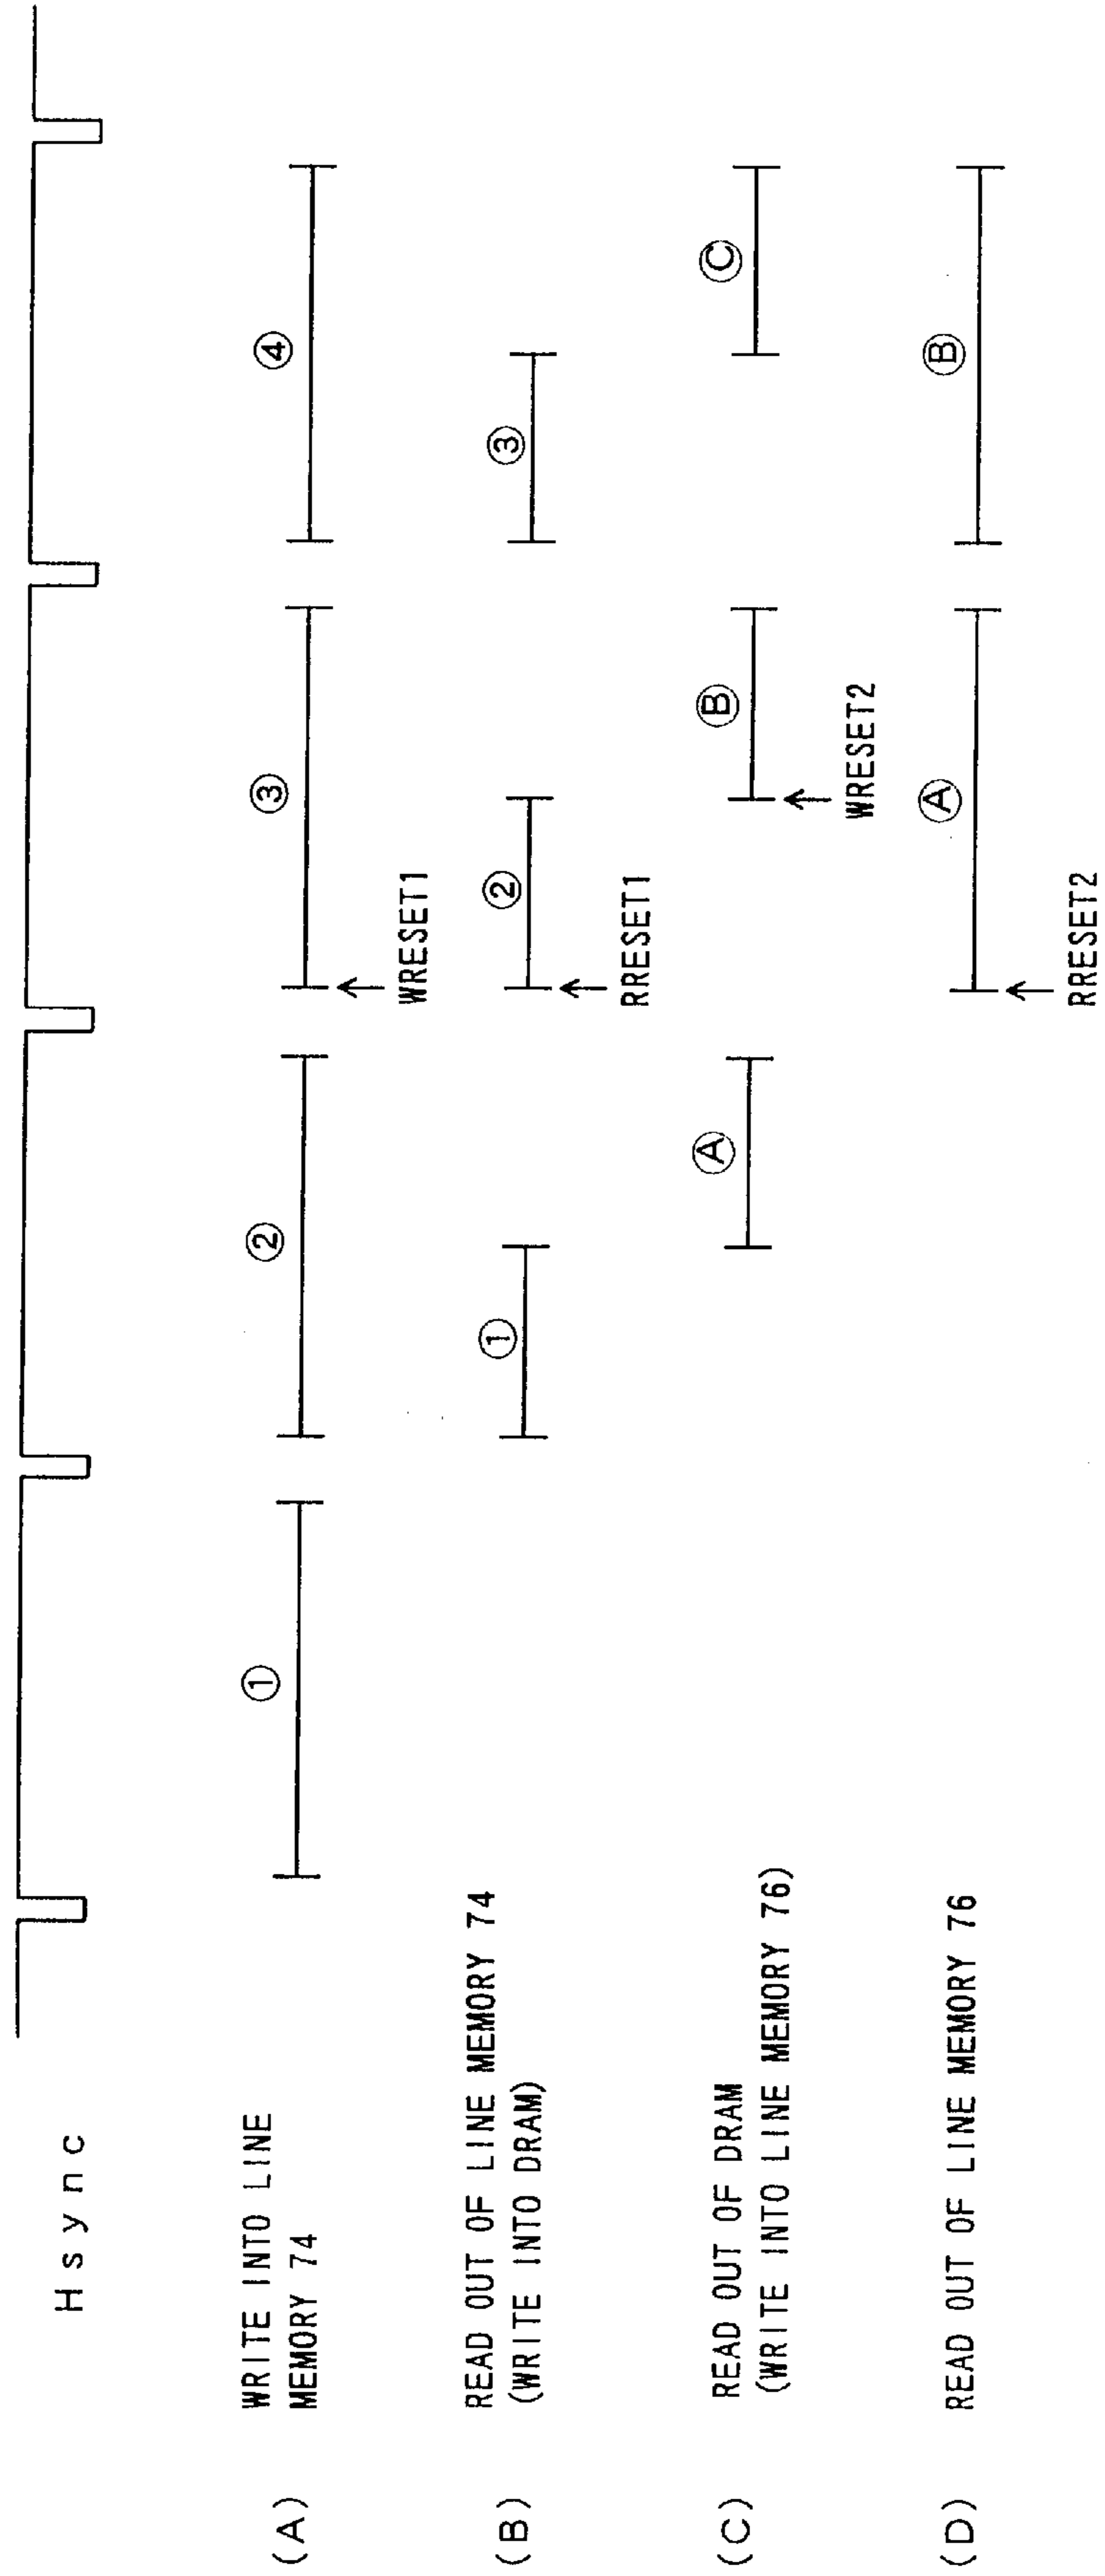 Hsync
(A) WRITE INTO LINE
MEMORY 74
① ② ③ ④
WRESET1
(B) READ OUT OF LINE MEMORY 74
(WRITE INTO DRAM)
① ② ③
RRESET1
(C) READ OUT OF DRAM
(WRITE INTO LINE MEMORY 76)
Ⓐ Ⓑ Ⓒ
WRESET2
(D) READ OUT OF LINE MEMORY 76
Ⓐ Ⓑ
RRESET2